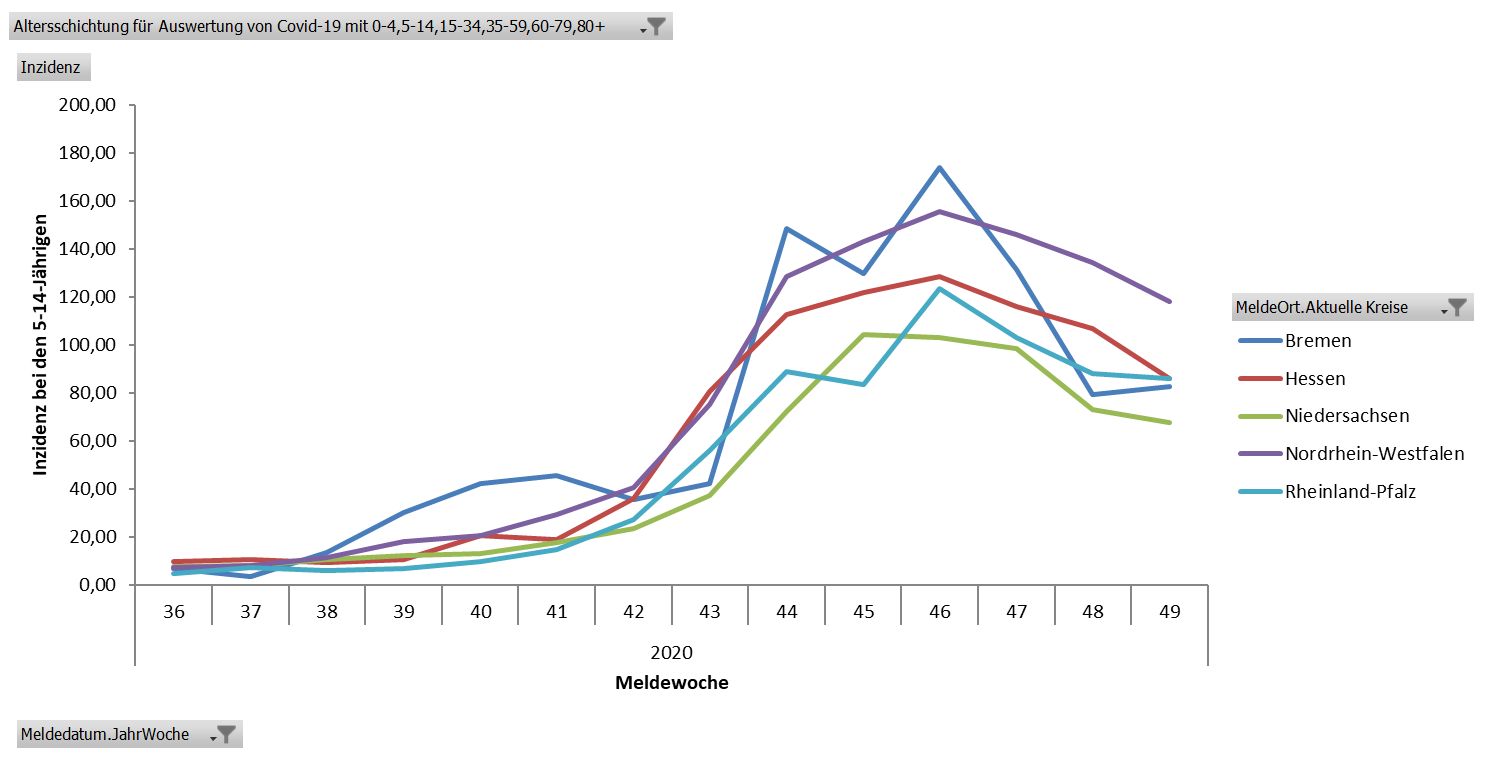 Altersschichtung für Auswertung von Covid-19 mit 0-4,5-14,15-34,35-59,60-79,80+
Inzidenz
Inzidenz bei den 5-14-Jährigen
200,00
180,00
160,00
140,00
120,00
100,00
80,00
60,00
40,00
20,00
0,00
36 37 38 39 40 41 42 43 44 45 46 47 48 49
2020
Meldewoche
MeldeOrt.Aktuelle Kreise
Bremen
Hessen
Niedersachsen
Nordrhein-Westfalen
Rheinland-Pfalz
Meldedatum.JahrWoche